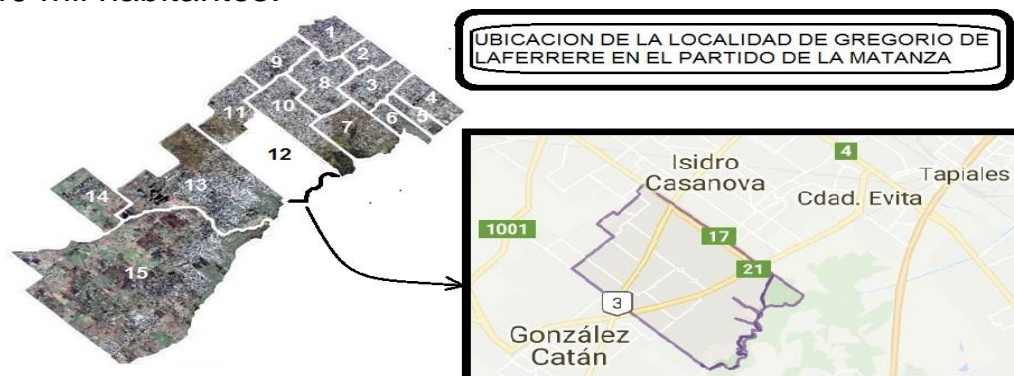 UBICACION DE LA LOCALIDAD DE GREGORIO DE
LAFERRERE EN EL PARTIDO DE LA MATANZA
1
2
9
8
3
4
10
11
6
5
7
12
13
14
15
Isidro
Casanova
4
Tapiales
Cdad. Evita
1001
17
21
3
González
Catán